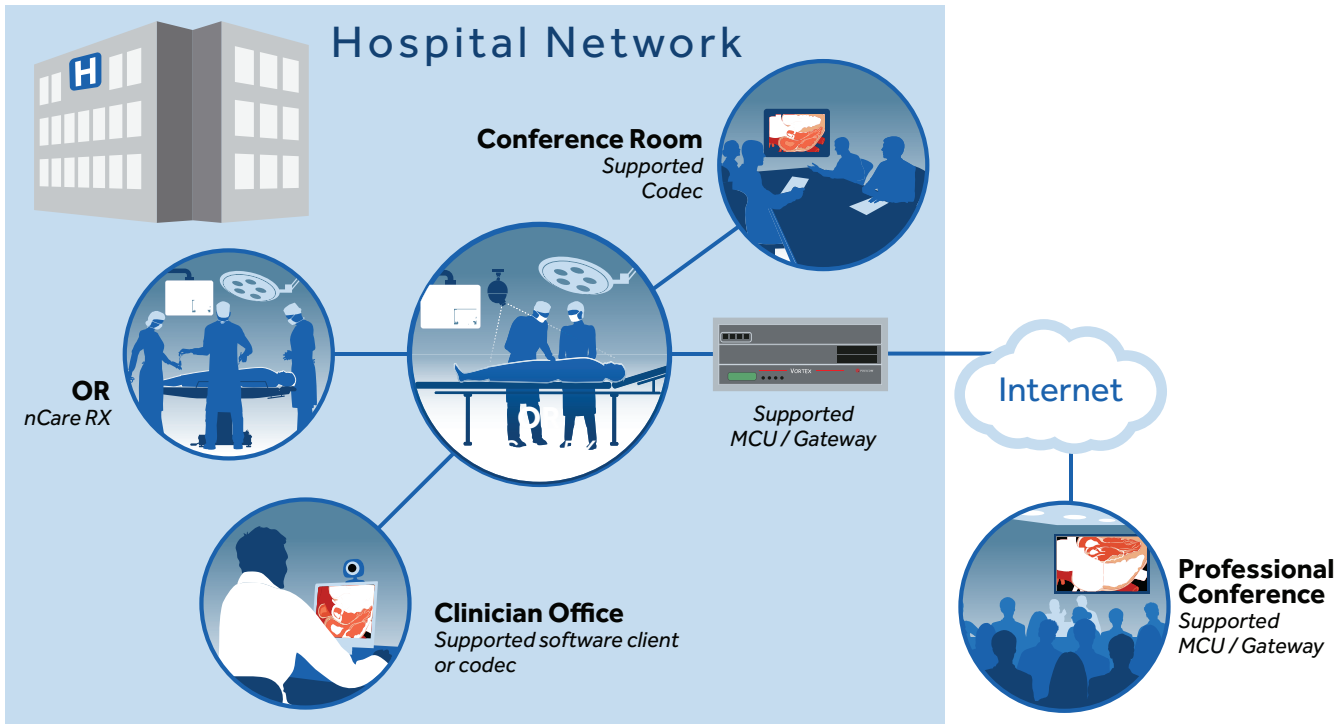 Hospital Network
H
Conference Room
Supported
Codec
OR
nCare RX
VORTEX
Supported
MCU / Gateway
Internet
Clinician Office
Supported software client
or codec
Professional
Conference
Supported
MCU / Gateway